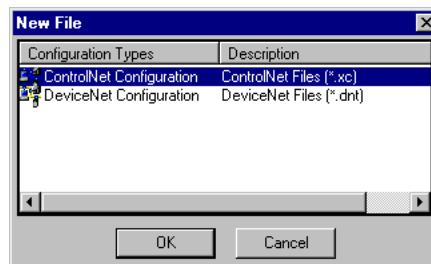 New File
Configuration Types Description
ControlNet Configuration ControlNet Files (*.xc)
DeviceNet Configuration DeviceNet Files (*.dnt)
OK Cancel